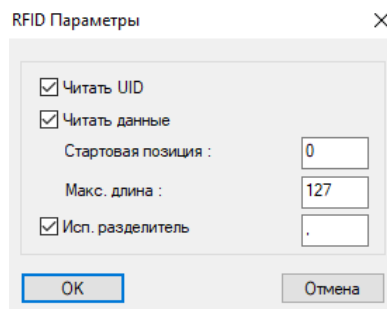 RFID Параметры
Читать UID
Читать данные
Стартовая позиция : 0
Макс. длина : 127
Исп. разделитель .
OK Отмена